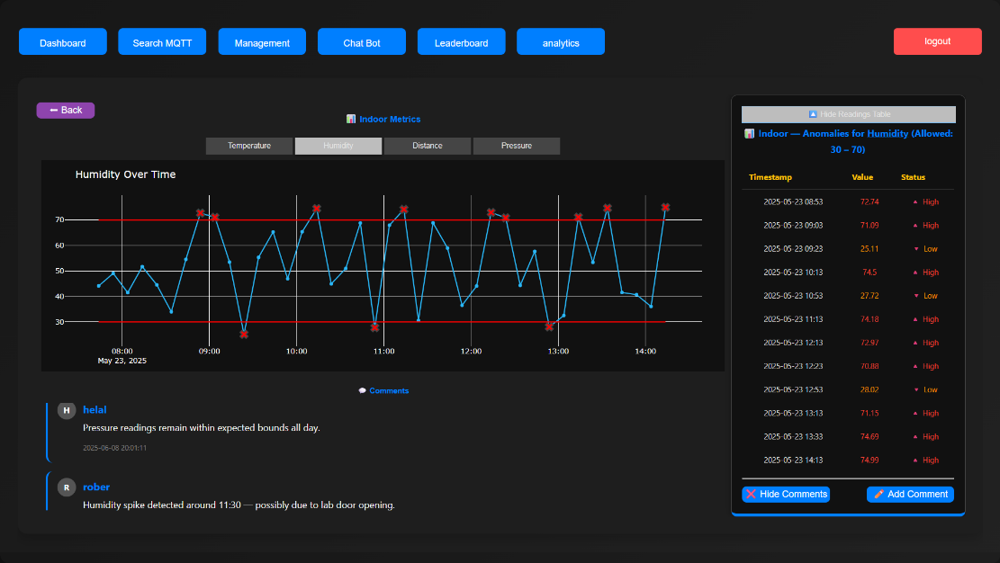 Dashboard
Search MQTT
Management
Chat Bot
Leaderboard
analytics
logout
Back
Indoor Metrics
Temperature
Humidity
Distance
Pressure
Humidity Over Time
70
60
50
40
30
08:00
09:00
10:00
11:00
12:00
13:00
14:00
May 23, 2025
Comments
H
helal
Pressure readings remain within expected bounds all day.
2025-06-08 20:01:11
R
rober
Humidity spike detected around 11:30 — possibly due to lab door opening.
Hide Readings Table
Indoor — Anomalies for Humidity (Allowed:
30 – 70)
Timestamp Value Status
2025-05-23 08:53 72.74 ▲ High
2025-05-23 09:03 71.09 ▲ High
2025-05-23 09:23 25.11 ▼ Low
2025-05-23 10:13 74.5 ▲ High
2025-05-23 10:53 27.72 ▼ Low
2025-05-23 11:13 74.18 ▲ High
2025-05-23 12:13 72.97 ▲ High
2025-05-23 12:23 70.88 ▲ High
2025-05-23 12:53 28.02 ▼ Low
2025-05-23 13:13 71.15 ▲ High
2025-05-23 13:33 74.69 ▲ High
2025-05-23 14:13 74.99 ▲ High
Hide Comments
Add Comment